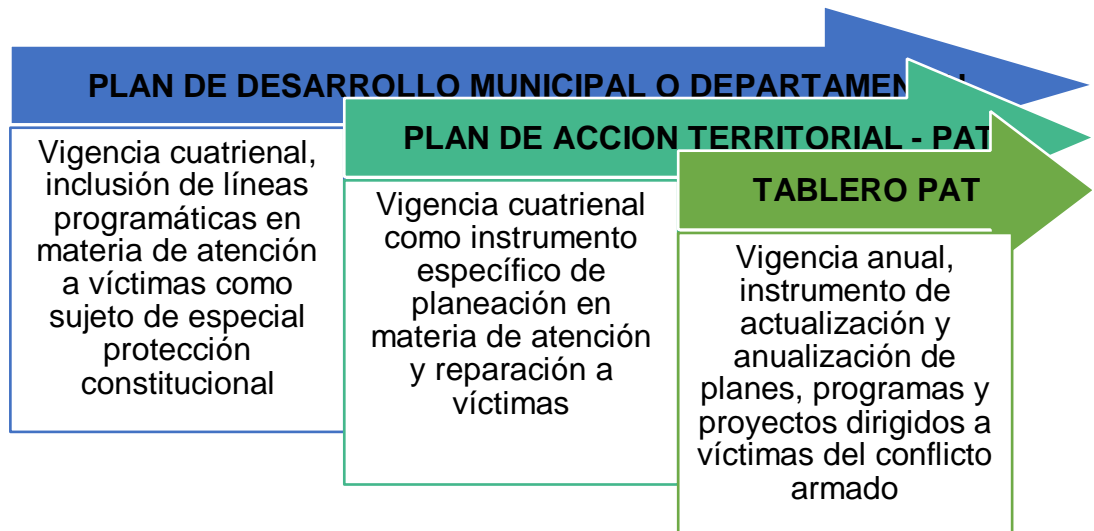 PLAN DE DESARROLLO MUNICIPAL O DEPARTAMEN
Vigencia cuatrienal,
inclusión de líneas
programáticas en
materia de atención
a víctimas como
sujeto de especial
protección
constitucional
PLAN DE ACCION TERRITORIAL - PAT
Vigencia cuatrienal
como instrumento
específico de
planeación en
materia de atención
y reparación a
víctimas
TABLERO PAT
Vigencia anual,
instrumento de
actualización y
anualización de
planes, programas y
proyectos dirigidos a
víctimas del conflicto
armado